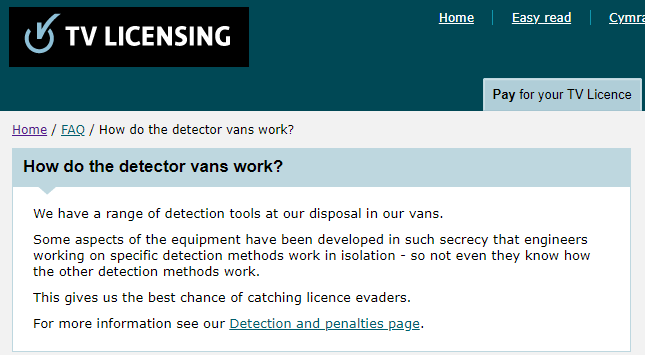 TV LICENSING
Home Easy read
Pay for your TV Licence
Home / FAQ / How do the detector vans work?
How do the detector vans work?
We have a range of detection tools at our disposal in our vans.
Some aspects of the equipment have been developed in such secrecy that engineers
working on specific detection methods work in isolation - so not even they know how
the other detection methods work.
This gives us the best chance of catching licence evaders.
For more information see our Detection and penalties page.